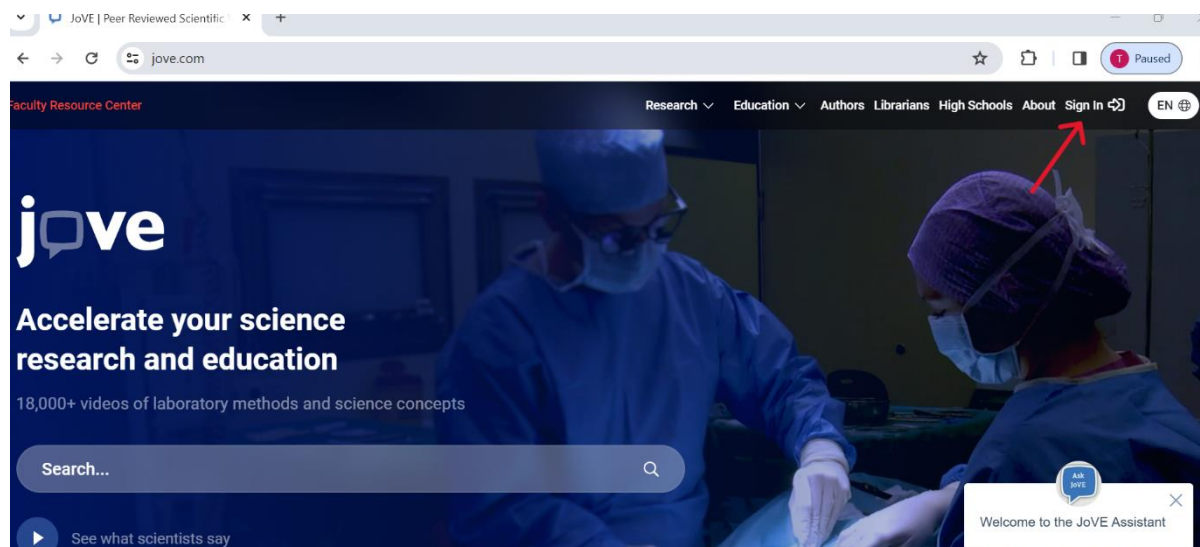 JoVE | Peer Reviewed Scientific
jove.com
T Paused
Faculty Resource Center
Research Education Authors Librarians High Schools About Sign In EN
jove
Accelerate your science
research and education
18,000+ videos of laboratory methods and science concepts
Search...
See what scientists say
Ask
JoVE
Welcome to the JoVE Assistant